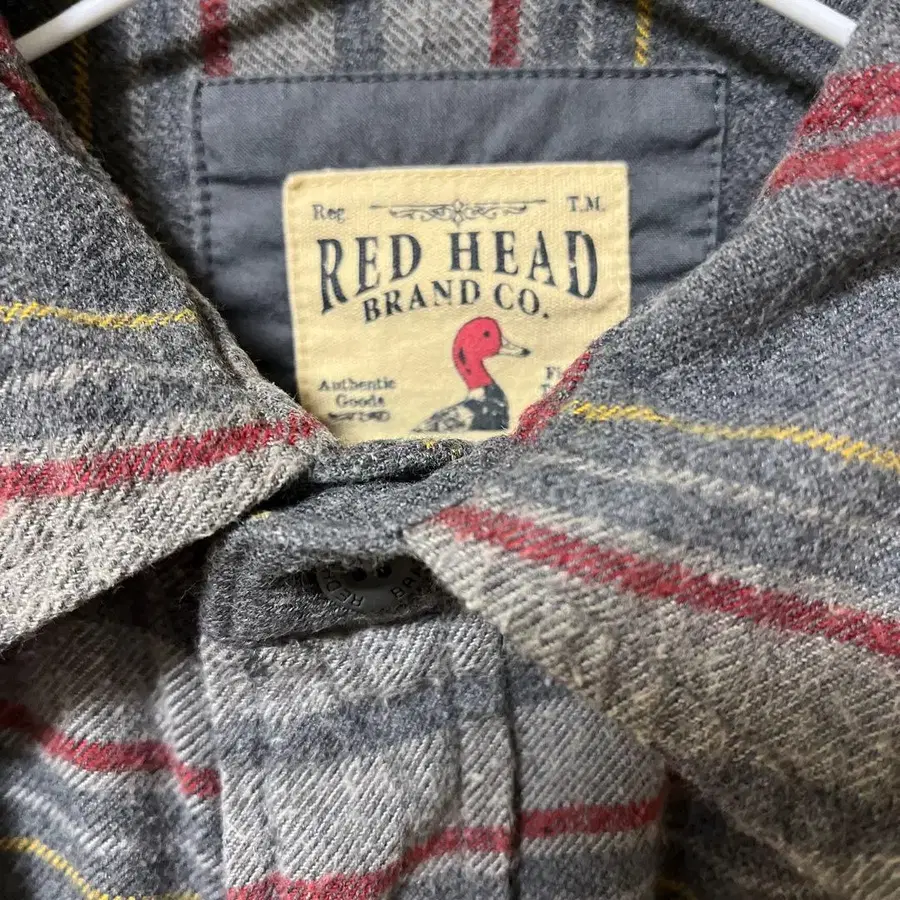 Reg. T.M.
RED HEAD
BRAND CO.
Authentic
Goods